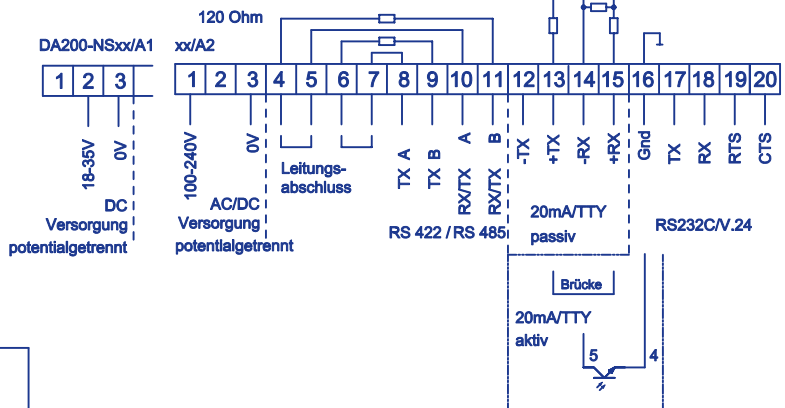 120 Ohm
DA200-NSxx/A1 xx/A2
1 2 3 1 2 3 4 5 6 7 8 9 10 11 12 13 14 15 16 17 18 19 20
18-35V
0V
100-240V
0V
Leitungs-
abschluss
TX A
TX B
RX/TX A
RX/TX B
-TX
+TX
-RX
+RX
Gnd
TX
RX
RTS
CTS
DC
Versorgung
potentialgetrennt
AC/DC
Versorgung
potentialgetrennt
RS 422 / RS 485
20mA/TTY
passiv
RS232C/V.24
Brücke
20mA/TTY
aktiv
5 4